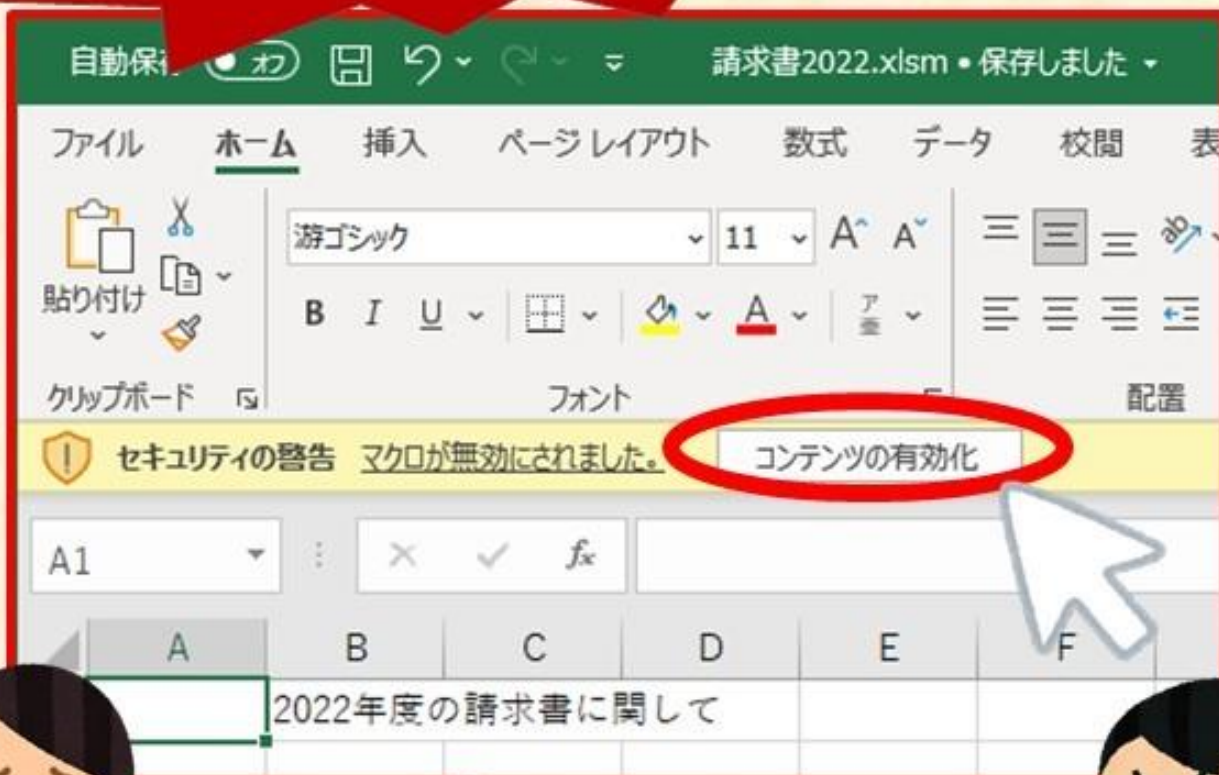 自動保 オフ 請求書2022.xlsm • 保存しました
ファイル ホーム 挿入 ページ レイアウト 数式 データ 校閲 表
游ゴシック 11 A A ab
貼り付け B I U A ア亜
クリップボード フォント 配置
セキュリティの警告 マクロが無効にされました。 コンテンツの有効化
A1 fx
A B C D E F
2022年度の請求書に関して